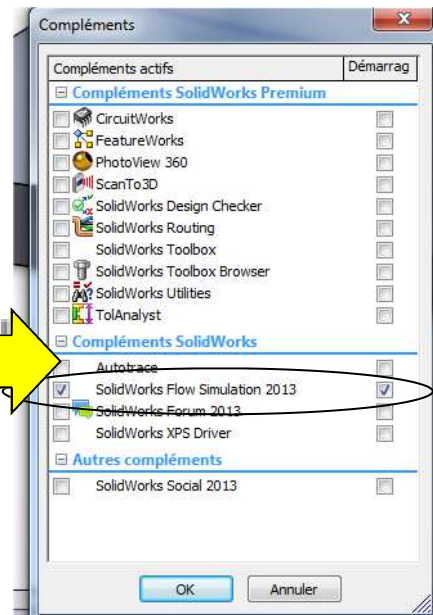 Compléments
Compléments actifs Démarrag
Compléments SolidWorks Premium
CircuitWorks
FeatureWorks
PhotoView 360
ScanTo3D
SolidWorks Design Checker
SolidWorks Routing
SolidWorks Toolbox
SolidWorks Toolbox Browser
SolidWorks Utilities
TolAnalyst
Compléments SolidWorks
Autotrace
SolidWorks Flow Simulation 2013
SolidWorks Forum 2013
SolidWorks XPS Driver
Autres compléments
SolidWorks Social 2013
OK Annuler